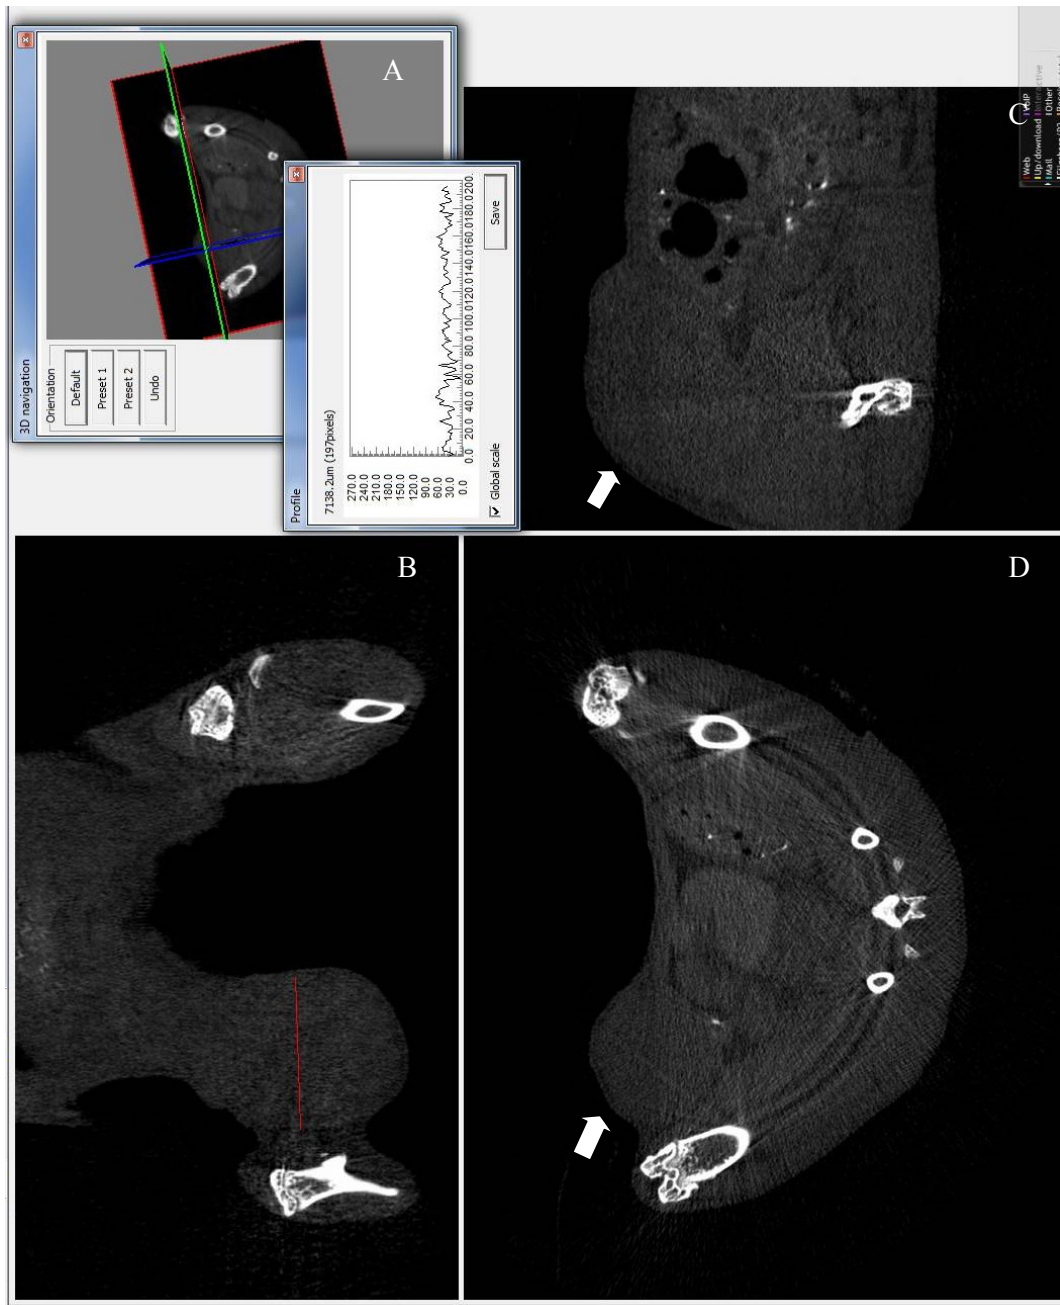 A
3D navigation
Orientation
Default
Preset 1
Preset 2
Undo
Profile
7138.2um (197pixels)
270.0
240.0
210.0
180.0
150.0
120.0
90.0
60.0
30.0
0.0
0.0 20.0 40.0 60.0 80.0 100.0 120.0 140.0 160.0 180.0 200.
Global scale
Save
C
Web
Up/download
Mail
VoIP
Interactive
Other
B
D